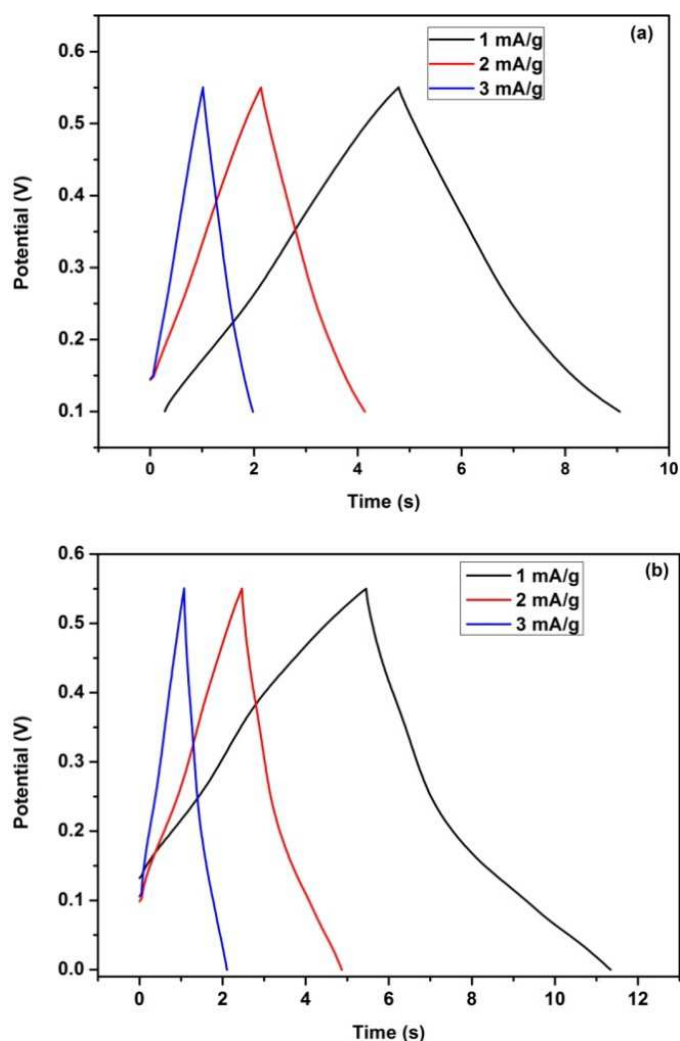 (a)
1 mA/g
2 mA/g
3 mA/g
0.6
0.5
0.4
0.3
0.2
0.1
Potential (V)
0 2 4 6 8 10
Time (s)
(b)
1 mA/g
2 mA/g
3 mA/g
0.6
0.5
0.4
0.3
0.2
0.1
0.0
Potential (V)
0 2 4 6 8 10 12
Time (s)